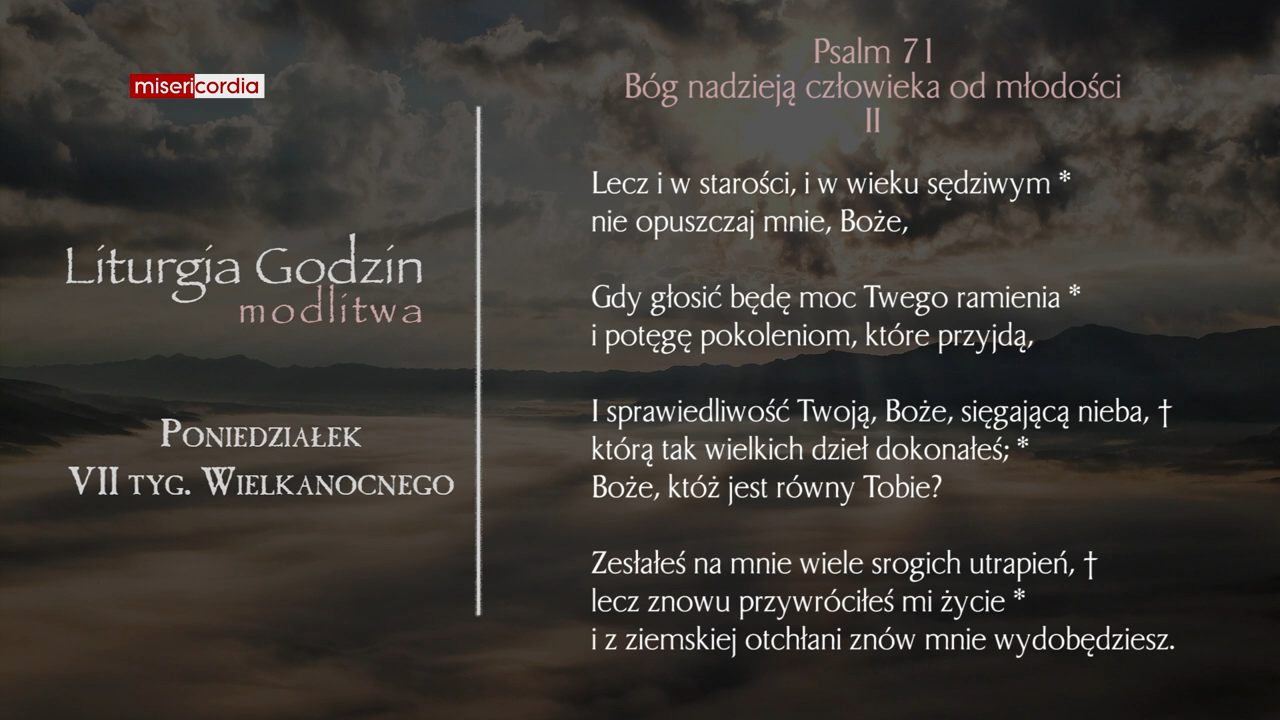 misericordia
Liturgia Godzin
modlitwa
Poniedziałek
VII tyg. Wielkanocnego
Psalm 71
Bóg nadzieją człowieka od młodości
II
Lecz i w starości, i w wieku sędziwym *
nie opuszczaj mnie, Boże,
Gdy głosić będę moc Twego ramienia *
i potęgę pokoleniom, które przyjdą,
I sprawiedliwość Twoją, Boże, sięgającą nieba, †
którą tak wielkich dzieł dokonałeś; *
Boże, któż jest równy Tobie?
Zesłałeś na mnie wiele srogich utrapień, †
lecz znowu przywróciłeś mi życie *
i z ziemskiej otchłani znów mnie wydobędziesz.